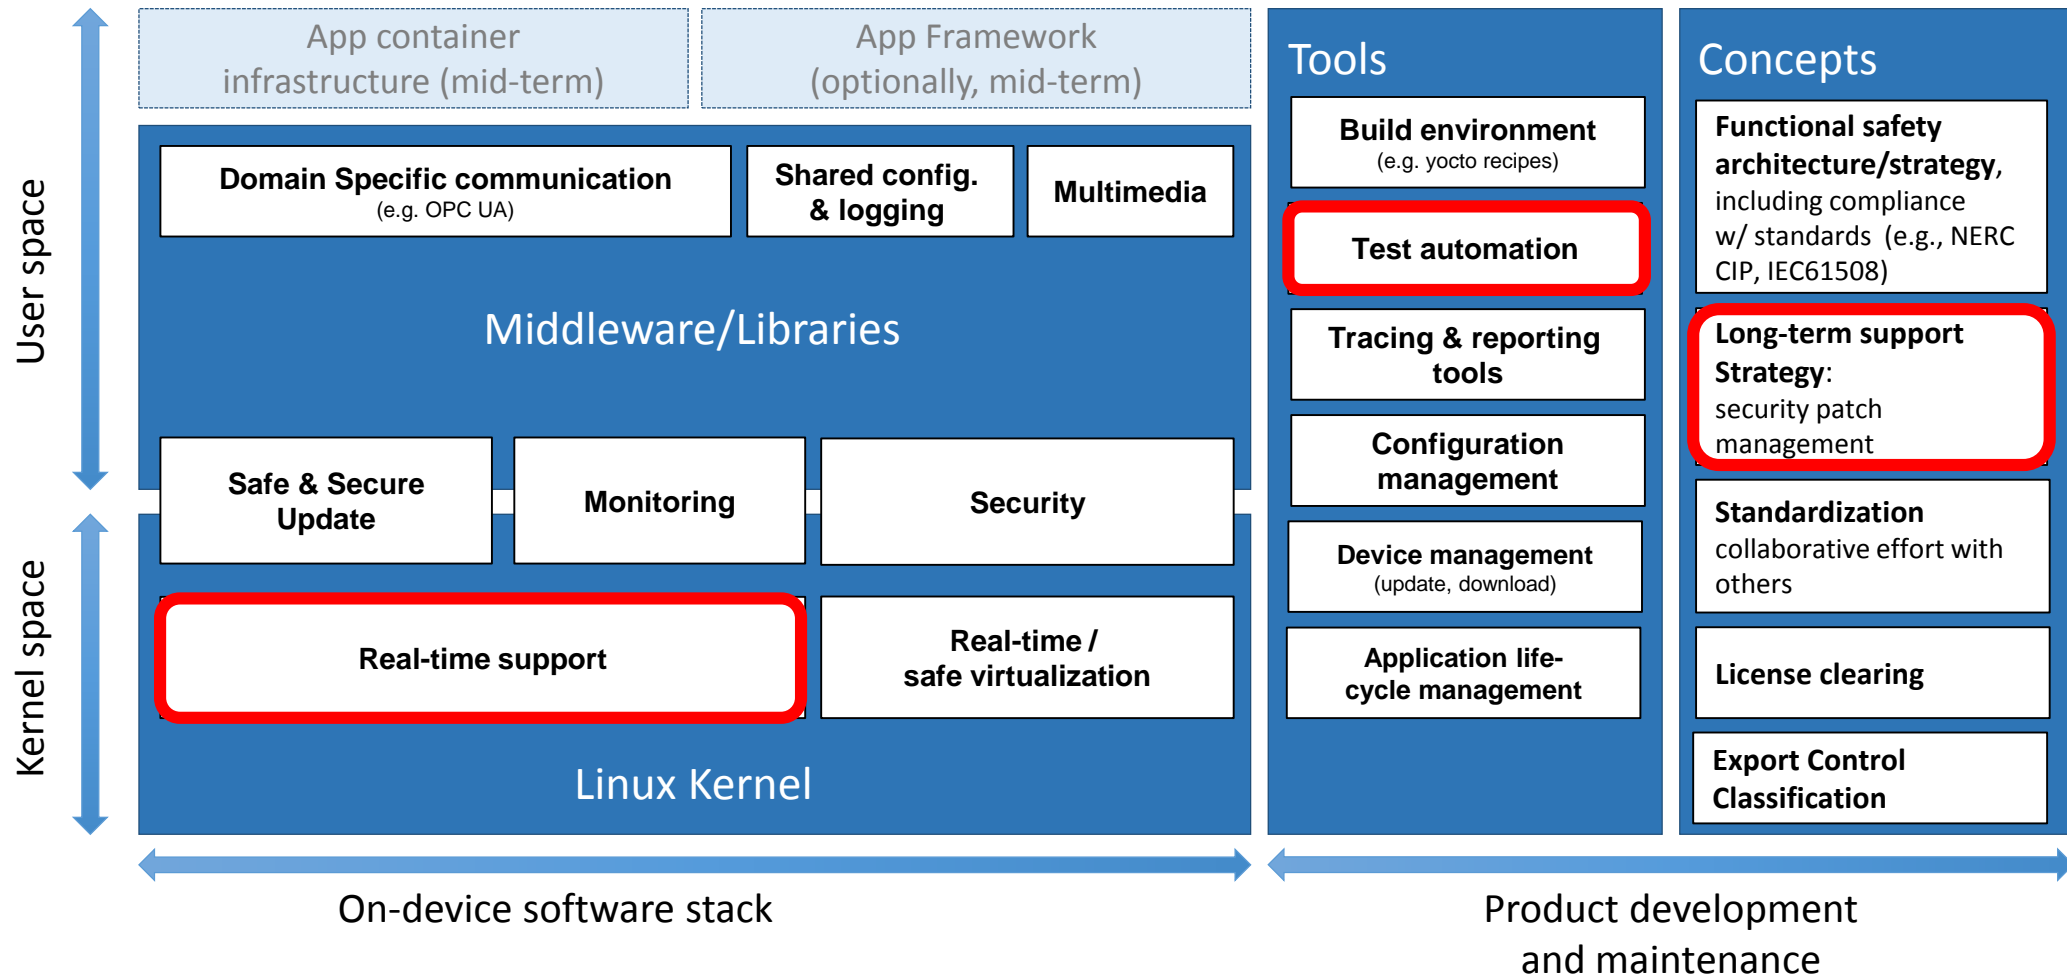 App container
infrastructure (mid-term)
App Framework
(optionally, mid-term)
User space
Domain Specific communication
(e.g. OPC UA)
Shared config.
& logging
Multimedia
Middleware/Libraries
Safe & Secure
Update
Monitoring
Security
Kernel space
Real-time support
Real-time /
safe virtualization
Linux Kernel
On-device software stack
Tools
Build environment
(e.g. yocto recipes)
Test automation
Tracing & reporting
tools
Configuration
management
Device management
(update, download)
Application life-
cycle management
Concepts
Functional safety
architecture/strategy,
including compliance
w/ standards (e.g., NERC
CIP, IEC61508)
Long-term support
Strategy:
security patch
management
Standardization
collaborative effort with
others
License clearing
Export Control
Classification
Product development
and maintenance